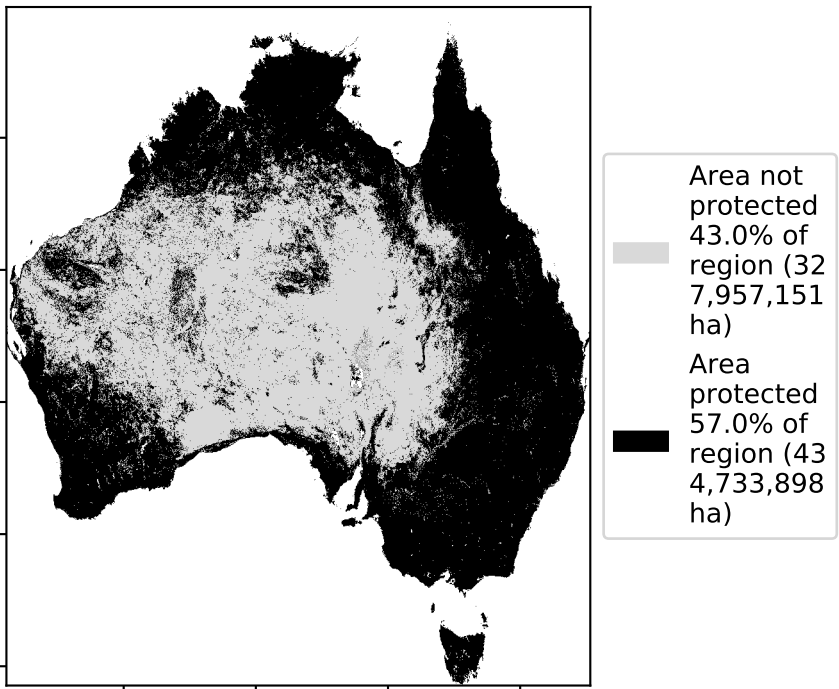 Area not
protected
43.0% of
region (32
7,957,151
ha)
Area
protected
57.0% of
region (43
4,733,898
ha)